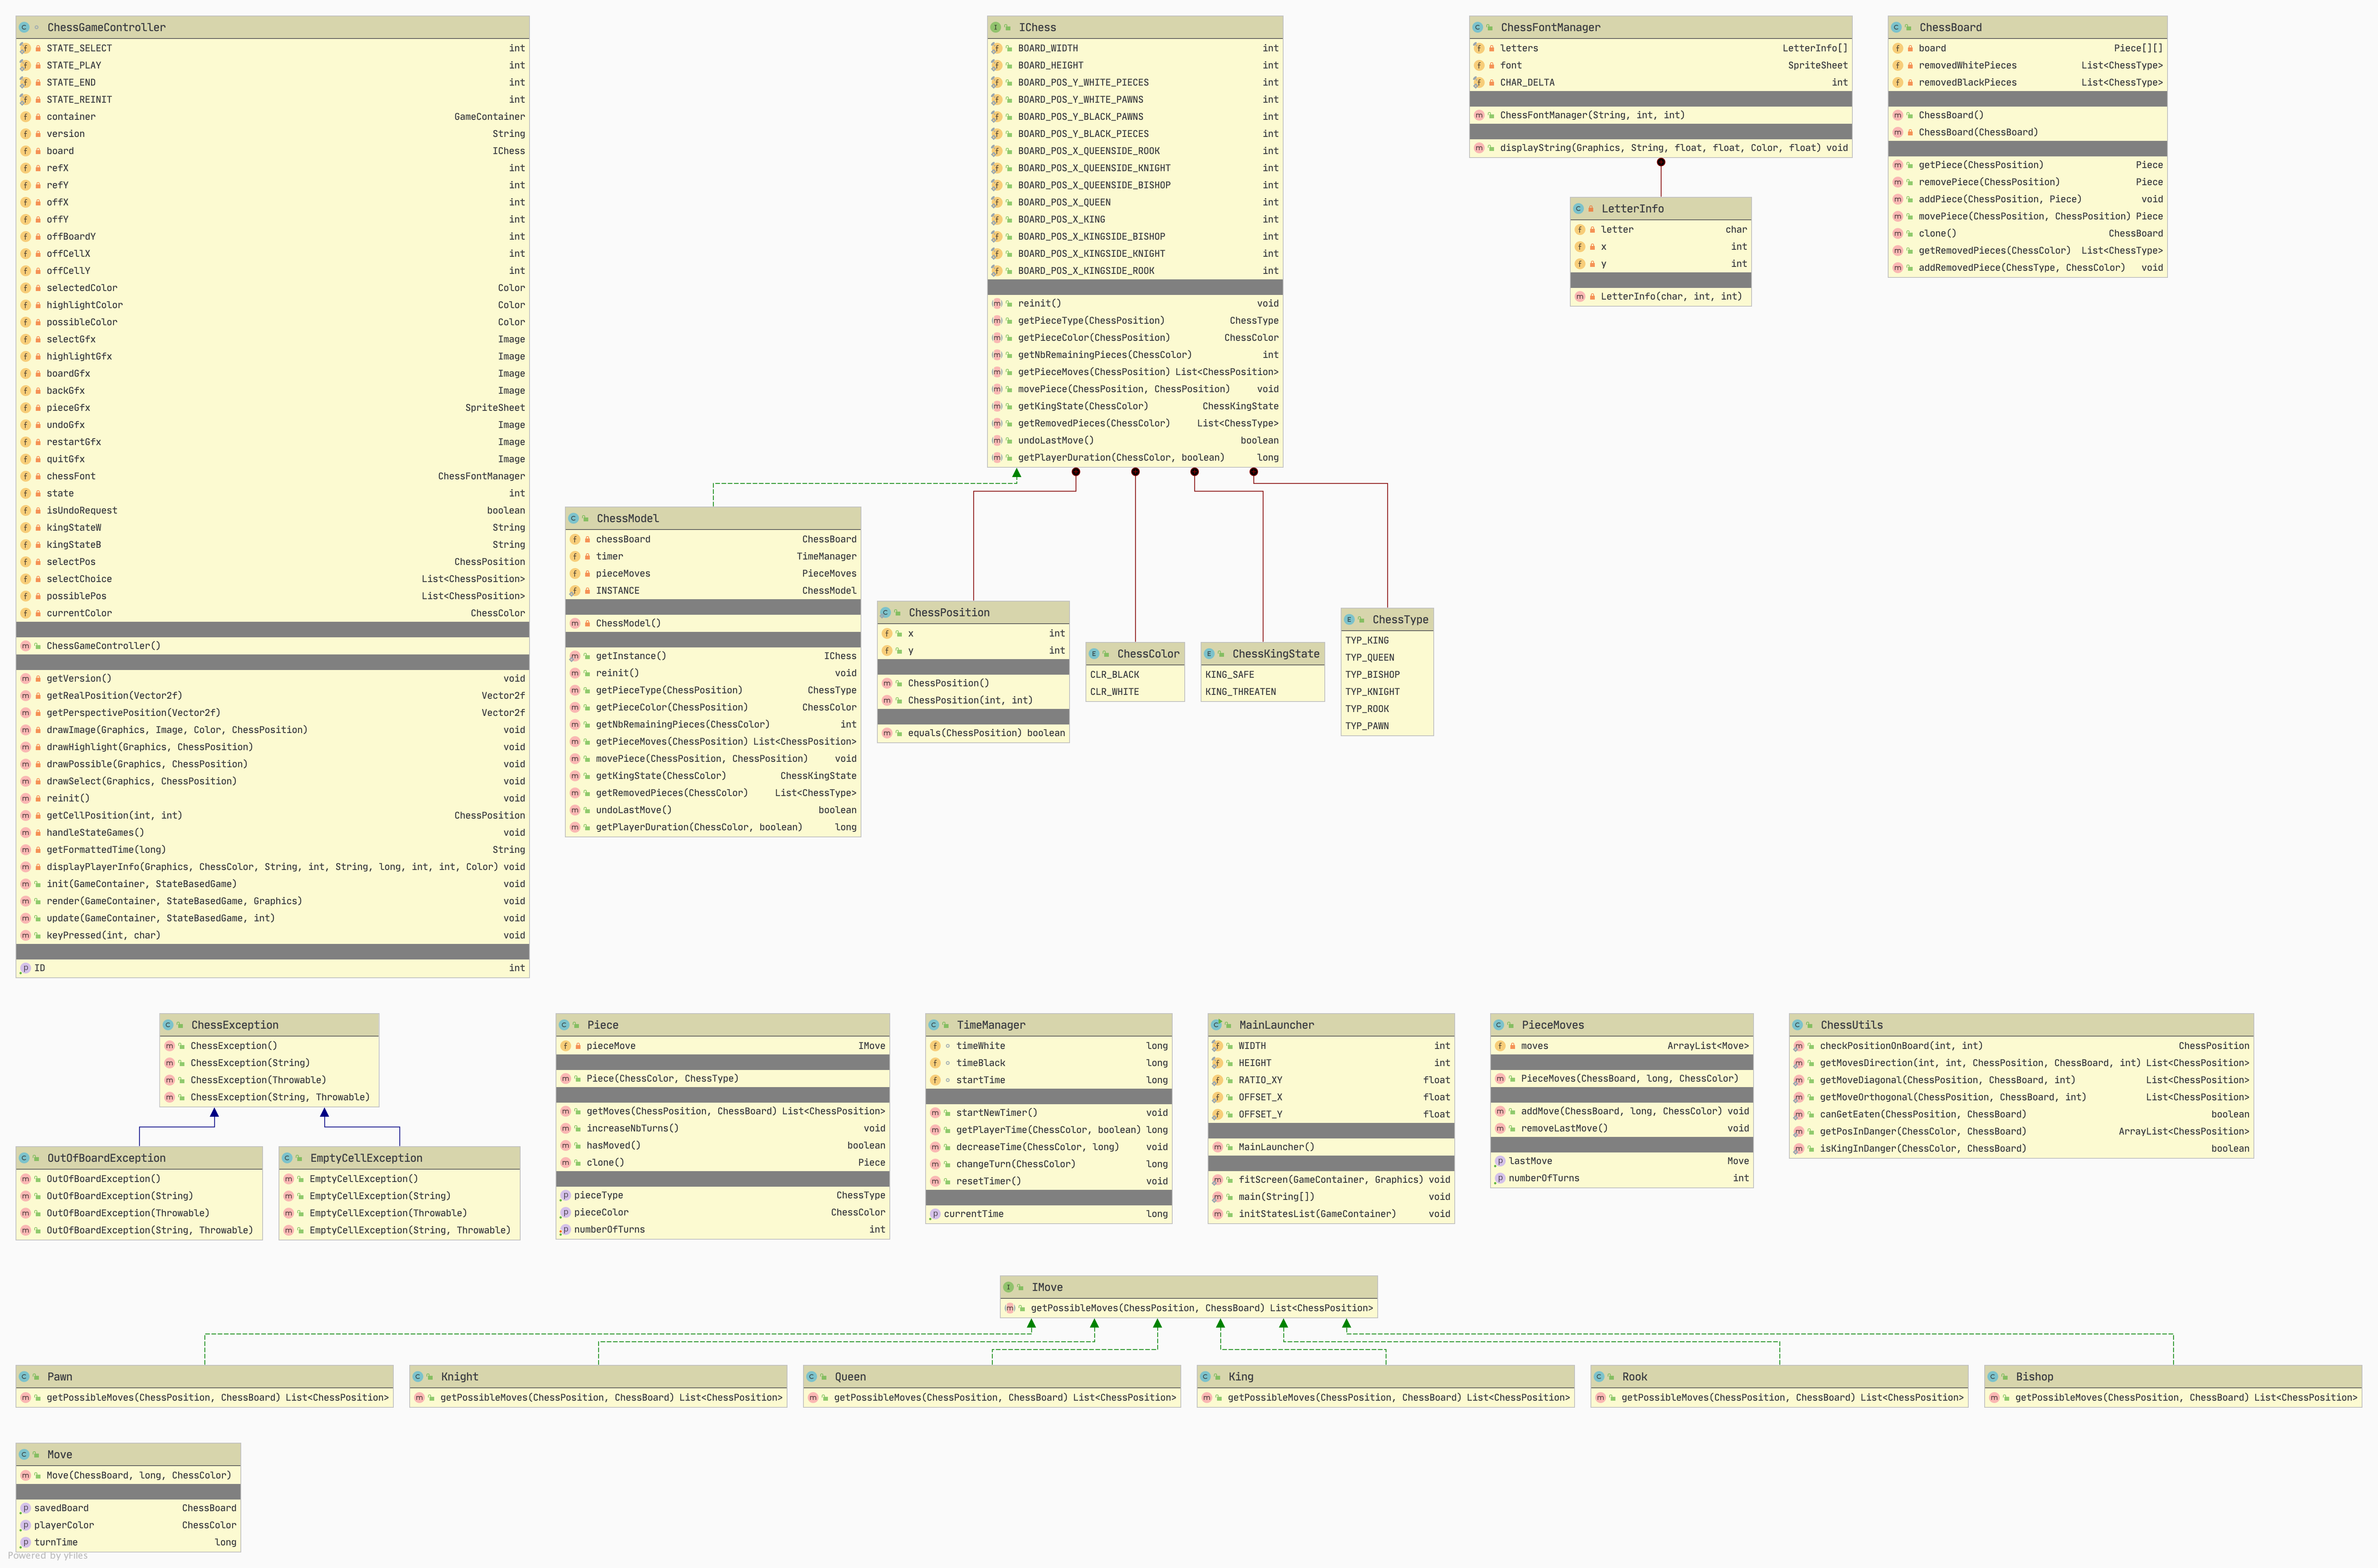 ChessGameController
STATE_SELECT int
STATE_PLAY int
STATE_END int
STATE_REINIT int
container GameContainer
version String
board IChess
refX int
refY int
offX int
offY int
offBoardY int
offCellX int
offCellY int
selectedColor Color
highlightColor Color
possibleColor Color
selectGfx Image
highlightGfx Image
boardGfx Image
backGfx Image
pieceGfx SpriteSheet
undoGfx Image
restartGfx Image
quitGfx Image
chessFont ChessFontManager
state int
isUndoRequest boolean
kingStateW String
kingStateB String
selectPos ChessPosition
selectChoice List<ChessPosition>
possiblePos List<ChessPosition>
currentColor ChessColor
ChessGameController()
getVersion() void
getRealPosition(Vector2f) Vector2f
getPerspectivePosition(Vector2f) Vector2f
drawImage(Graphics, Image, Color, ChessPosition) void
drawHighlight(Graphics, ChessPosition) void
drawPossible(Graphics, ChessPosition) void
drawSelect(Graphics, ChessPosition) void
reinit() void
getCellPosition(int, int) ChessPosition
handleStateGames() void
getFormattedTime(long) String
displayPlayerInfo(Graphics, ChessColor, String, int, String, long, int, int, Color) void
init(GameContainer, StateBasedGame) void
render(GameContainer, StateBasedGame, Graphics) void
update(GameContainer, StateBasedGame, int) void
keyPressed(int, char) void
ID int
IChess
BOARD_WIDTH int
BOARD_HEIGHT int
BOARD_POS_Y_WHITE_PIECES int
BOARD_POS_Y_WHITE_PAWNS int
BOARD_POS_Y_BLACK_PAWNS int
BOARD_POS_Y_BLACK_PIECES int
BOARD_POS_X_QUEENSIDE_ROOK int
BOARD_POS_X_QUEENSIDE_KNIGHT int
BOARD_POS_X_QUEENSIDE_BISHOP int
BOARD_POS_X_QUEEN int
BOARD_POS_X_KING int
BOARD_POS_X_KINGSIDE_BISHOP int
BOARD_POS_X_KINGSIDE_KNIGHT int
BOARD_POS_X_KINGSIDE_ROOK int
reinit() void
getPieceType(ChessPosition) ChessType
getPieceColor(ChessPosition) ChessColor
getNbRemainingPieces(ChessColor) int
getPieceMoves(ChessPosition) List<ChessPosition>
movePiece(ChessPosition, ChessPosition) void
getKingState(ChessColor) ChessKingState
getRemovedPieces(ChessColor) List<ChessType>
undoLastMove() boolean
getPlayerDuration(ChessColor, boolean) long
ChessFontManager
letters LetterInfo[]
font SpriteSheet
CHAR_DELTA int
ChessFontManager(String, int, int)
displayString(Graphics, String, float, float, Color, float) void
LetterInfo
letter char
x int
y int
LetterInfo(char, int, int)
ChessBoard
board Piece[][]
removedWhitePieces List<ChessType>
removedBlackPieces List<ChessType>
ChessBoard()
ChessBoard(ChessBoard)
getPiece(ChessPosition) Piece
removePiece(ChessPosition) Piece
addPiece(ChessPosition, Piece) void
movePiece(ChessPosition, ChessPosition) Piece
clone() ChessBoard
getRemovedPieces(ChessColor) List<ChessType>
addRemovedPiece(ChessType, ChessColor) void
ChessModel
chessBoard ChessBoard
timer TimeManager
pieceMoves PieceMoves
INSTANCE ChessModel
ChessModel()
getInstance() IChess
reinit() void
getPieceType(ChessPosition) ChessType
getPieceColor(ChessPosition) ChessColor
getNbRemainingPieces(ChessColor) int
getPieceMoves(ChessPosition) List<ChessPosition>
movePiece(ChessPosition, ChessPosition) void
getKingState(ChessColor) ChessKingState
getRemovedPieces(ChessColor) List<ChessType>
undoLastMove() boolean
getPlayerDuration(ChessColor, boolean) long
ChessPosition
x int
y int
ChessPosition()
ChessPosition(int, int)
equals(ChessPosition) boolean
ChessColor
CLR_BLACK
CLR_WHITE
ChessKingState
KING_SAFE
KING_THREATEN
ChessType
TYP_KING
TYP_QUEEN
TYP_BISHOP
TYP_KNIGHT
TYP_ROOK
TYP_PAWN
ChessException
ChessException()
ChessException(String)
ChessException(Throwable)
ChessException(String, Throwable)
OutOfBoardException
OutOfBoardException()
OutOfBoardException(String)
OutOfBoardException(Throwable)
OutOfBoardException(String, Throwable)
EmptyCellException
EmptyCellException()
EmptyCellException(String)
EmptyCellException(Throwable)
EmptyCellException(String, Throwable)
Piece
pieceMove IMove
Piece(ChessColor, ChessType)
getMoves(ChessPosition, ChessBoard) List<ChessPosition>
increaseNbTurns() void
hasMoved() boolean
clone() Piece
pieceType ChessType
pieceColor ChessColor
numberOfTurns int
TimeManager
timeWhite long
timeBlack long
startTime long
startNewTimer() void
getPlayerTime(ChessColor, boolean) long
decreaseTime(ChessColor, long) void
changeTurn(ChessColor) long
resetTimer() void
currentTime long
MainLauncher
WIDTH int
HEIGHT int
RATIO_XY float
OFFSET_X float
OFFSET_Y float
MainLauncher()
fitScreen(GameContainer, Graphics) void
main(String[]) void
initStatesList(GameContainer) void
PieceMoves
moves ArrayList<Move>
PieceMoves(ChessBoard, long, ChessColor)
addMove(ChessBoard, long, ChessColor) void
removeLastMove() void
lastMove Move
numberOfTurns int
ChessUtils
checkPositionOnBoard(int, int) ChessPosition
getMovesDirection(int, int, ChessPosition, ChessBoard, int) List<ChessPosition>
getMoveDiagonal(ChessPosition, ChessBoard, int) List<ChessPosition>
getMoveOrthogonal(ChessPosition, ChessBoard, int) List<ChessPosition>
canGetEaten(ChessPosition, ChessBoard) boolean
getPosInDanger(ChessColor, ChessBoard) ArrayList<ChessPosition>
isKingInDanger(ChessColor, ChessBoard) boolean
IMove
getPossibleMoves(ChessPosition, ChessBoard) List<ChessPosition>
Pawn
getPossibleMoves(ChessPosition, ChessBoard) List<ChessPosition>
Knight
getPossibleMoves(ChessPosition, ChessBoard) List<ChessPosition>
Queen
getPossibleMoves(ChessPosition, ChessBoard) List<ChessPosition>
King
getPossibleMoves(ChessPosition, ChessBoard) List<ChessPosition>
Rook
getPossibleMoves(ChessPosition, ChessBoard) List<ChessPosition>
Bishop
getPossibleMoves(ChessPosition, ChessBoard) List<ChessPosition>
Move
Move(ChessBoard, long, ChessColor)
savedBoard ChessBoard
playerColor ChessColor
turnTime long
Powered by yFiles